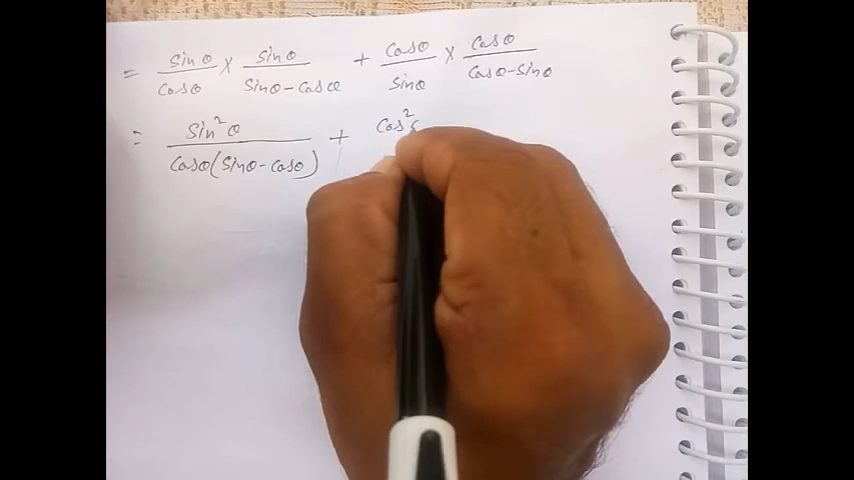 = sinθ/cosθ × sinθ/sinθ-cosθ + cosθ/sinθ × cosθ/cosθ-sinθ
= sin²θ/cosθ(sinθ-cosθ) + cos²